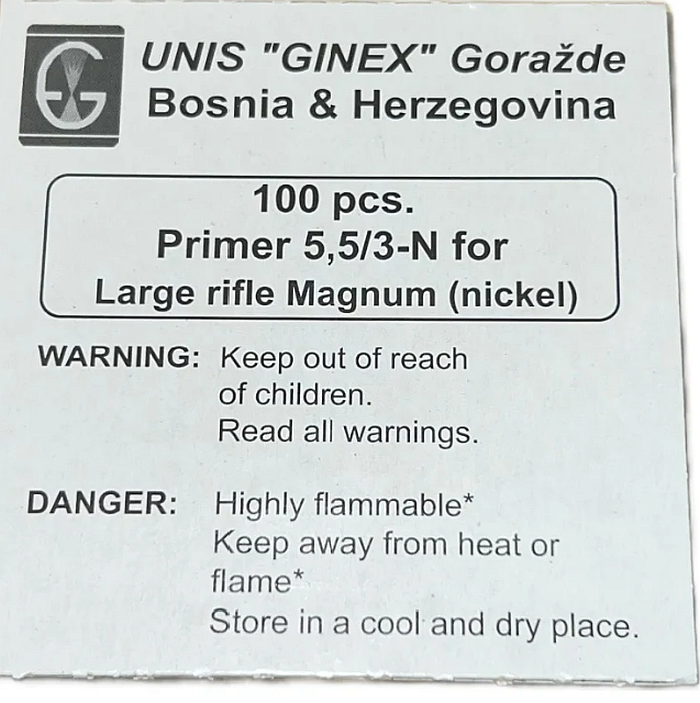 UNIS "GINEX" Goražde
Bosnia & Herzegovina
100 pcs.
Primer 5,5/3-N for
Large rifle Magnum (nickel)
WARNING: Keep out of reach
of children.
Read all warnings.
DANGER: Highly flammable*
Keep away from heat or
flame*
Store in a cool and dry place.